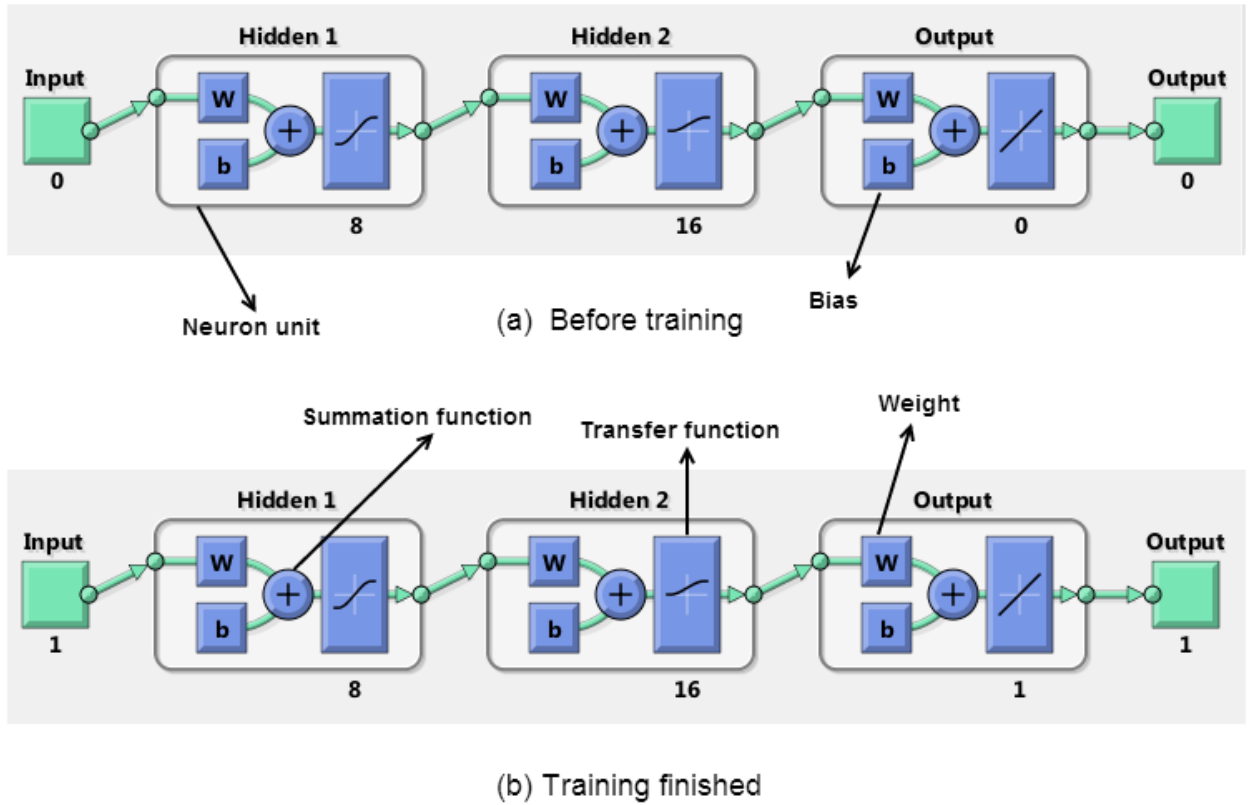 Hidden 1 Hidden 2 Output
Input Output
W W W
+ + +
b b b
0 0
8 16 0
Bias
Neuron unit
(a) Before training
Weight
Summation function
Transfer function
Hidden 1 Hidden 2 Output
Input Output
W W W
+ + +
b b b
1 1
8 16 1
(b) Training finished